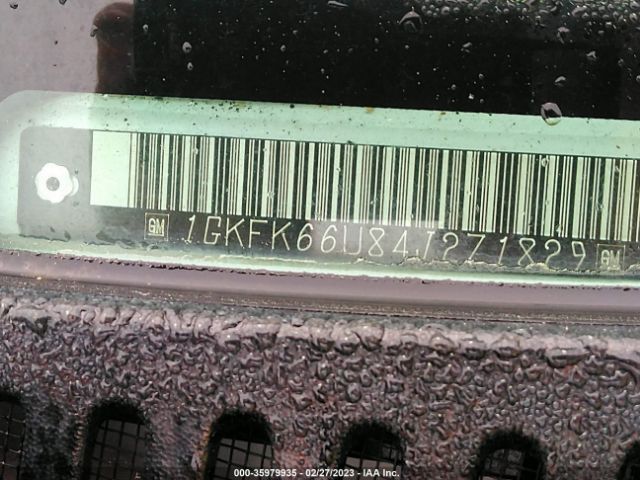 GM 1GKFK66U84J271829 GM
000-35979935 - 02/27/2023 - IAA Inc.